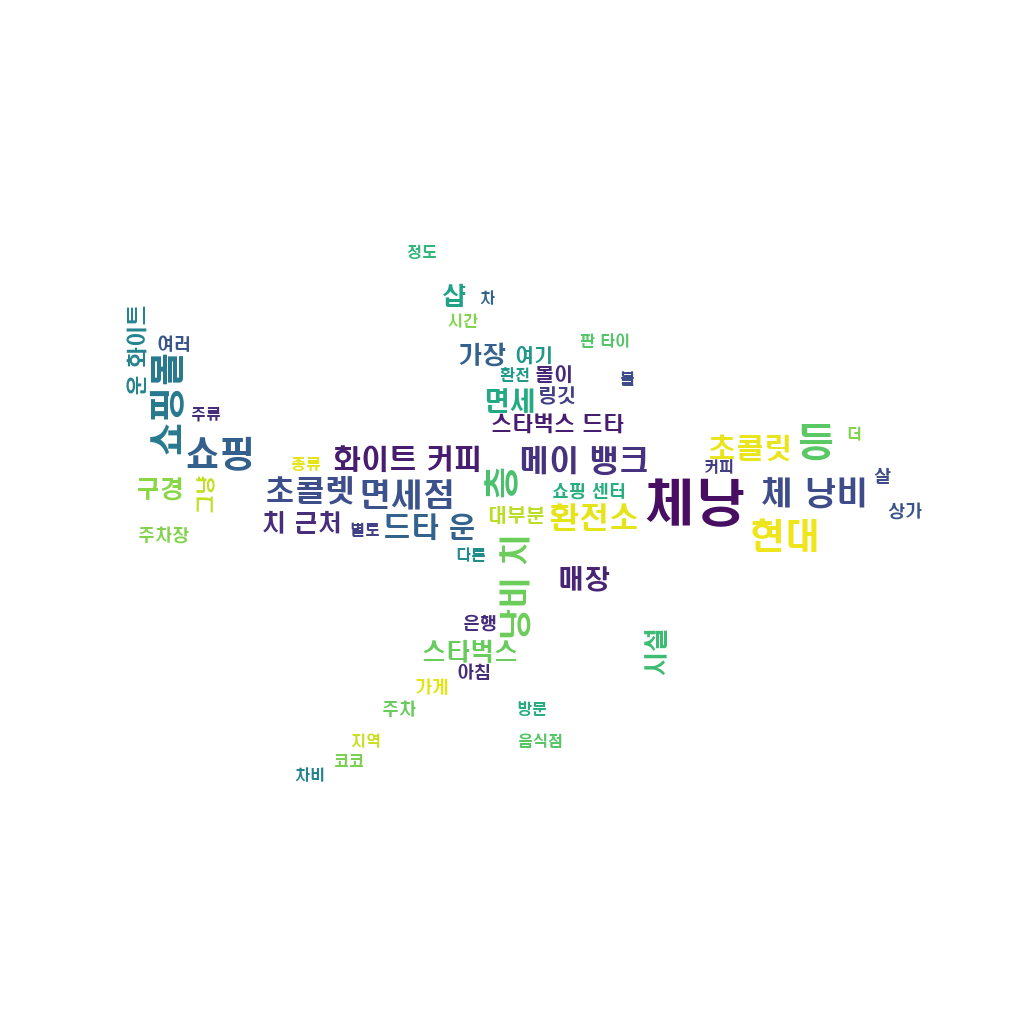 정도
샵
차
운 화이트
시간
여러
가장
여기
판 타이
환전
몰이
볼
쇼핑몰
면세
링깃
주류
스타벅스 드타
더
쇼핑
화이트 커피
메이 뱅크
초콜릿
등
종류
커피
구경
그냥
초콜렛
면세점
층
쇼핑 센터
체낭
체 낭비
살
치 근처
별도
드타 운
대부분
환전소
상가
주차장
현대
다른
낭비 치
매장
은행
스타벅스
시설
아침
가게
주차
방문
지역
음식점
코코
차비